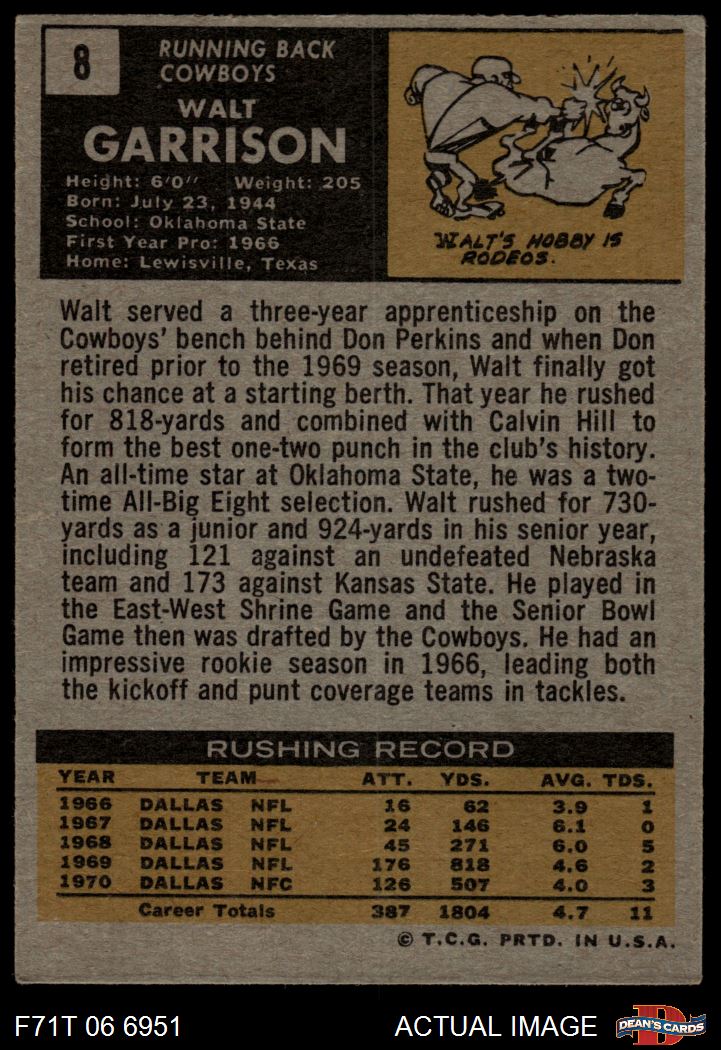 8
RUNNING BACK
COWBOYS
WALT
GARRISON
Height: 6'0" Weight: 205
Born: July 23, 1944
School: Oklahoma State
First Year Pro: 1966
Home: Lewisville, Texas
WALT'S HOBBY IS
RODEOS.
Walt served a three-year apprenticeship on the
Cowboys' bench behind Don Perkins and when Don
retired prior to the 1969 season, Walt finally got
his chance at a starting berth. That year he rushed
for 818-yards and combined with Calvin Hill to
form the best one-two punch in the club's history.
An all-time star at Oklahoma State, he was a two-
time All-Big Eight selection. Walt rushed for 730-
yards as a junior and 924-yards in his senior year,
including 121 against an undefeated Nebraska
team and 173 against Kansas State. He played in
the East-West Shrine Game and the Senior Bowl
Game then was drafted by the Cowboys. He had an
impressive rookie season in 1966, leading both
the kickoff and punt coverage teams in tackles.
RUSHING RECORD
YEAR TEAM ATT. YDS. AVG. TDS.
1966 DALLAS NFL 16 62 3.9 1
1967 DALLAS NFL 24 146 6.1 0
1968 DALLAS NFL 45 271 6.0 5
1969 DALLAS NFL 176 818 4.6 2
1970 DALLAS NFC 126 507 4.0 3
Career Totals 387 1804 4.7 11
© T.C.G. PRTD. IN U.S.A.
F71T 06 6951 ACTUAL IMAGE
D
DEAN'S CARDS